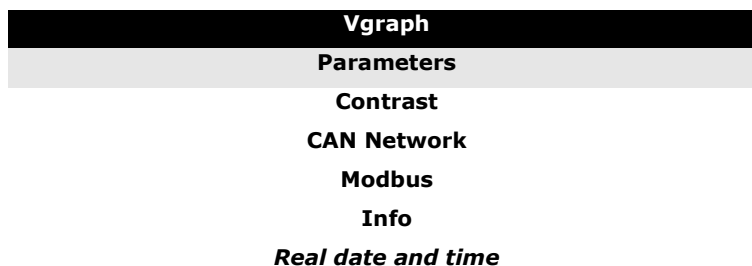 Vgraph
Parameters
Contrast
CAN Network
Modbus
Info
Real date and time